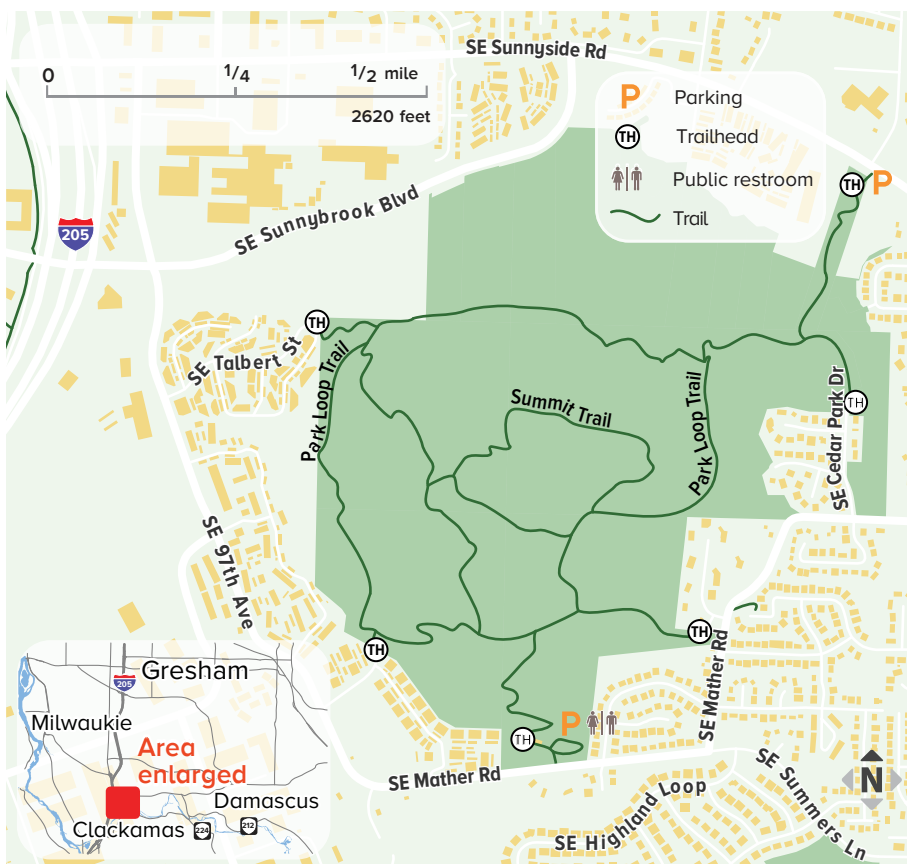 SE Sunnyside Rd
0 1/4 1/2 mile
2620 feet
P Parking
TH Trailhead
Public restroom
Trail
TH P
205
SE Sunnybrook Blvd
TH
SE Talbert St
Park Loop Trail
Summit Trail
Park Loop Trail
SE Cedar Park Dr
TH
SE 97th Ave
TH
TH
SE Mather Rd
P
TH
SE Mather Rd
SE Highland Loop
SE Summers Ln
N
Gresham
205
Milwaukie
Area
enlarged
Damascus
Clackamas 224 212